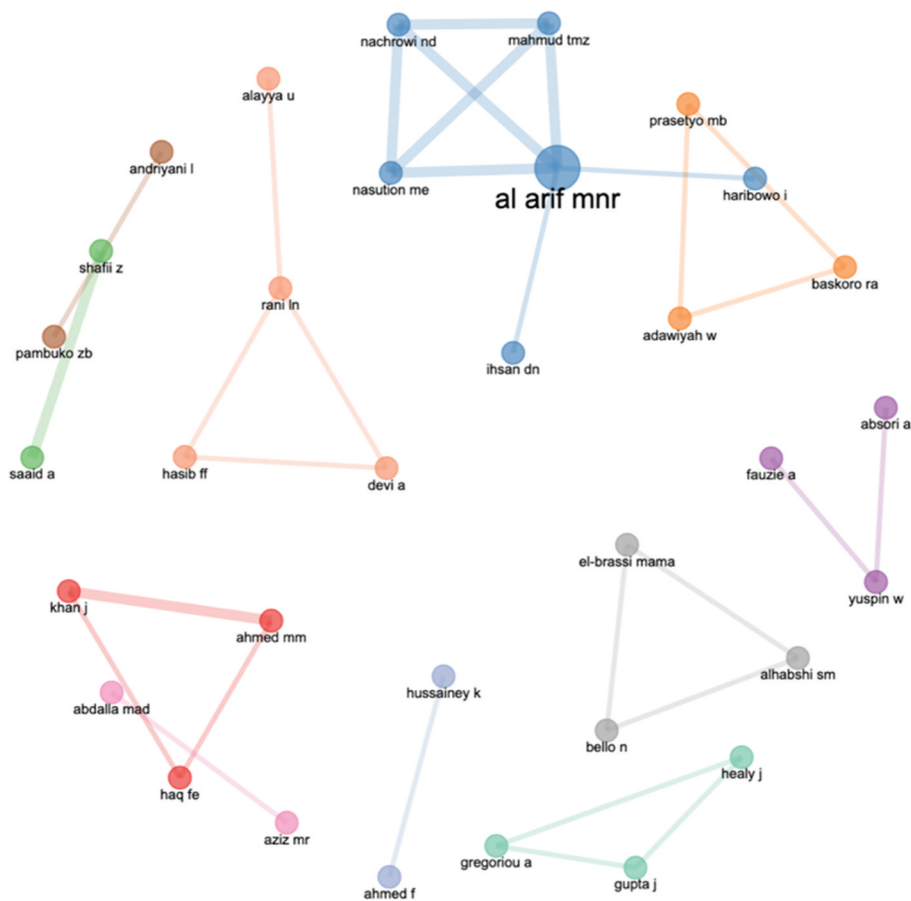 nachrowi nd
mahmud tmz
alayya u
prasetyo mb
andriyani l
nasution me
haribowo i
al arif mnr
shafii z
baskoro ra
rani ln
adawiyah w
pambuko zb
ihsan dn
absori a
saaid a
hasib ff
devi a
fauzie a
el-brassi mama
yuspin w
khan j
ahmed mm
alhabshi sm
hussainey k
abdalla mad
bello n
healy j
haq fe
aziz mr
gregoriou a
gupta j
ahmed f